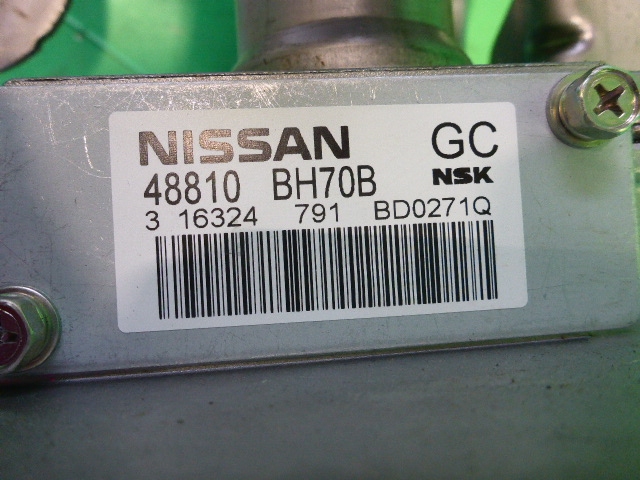 NISSAN GC
48810 BH70B NSK
3 16324 791 BD0271Q